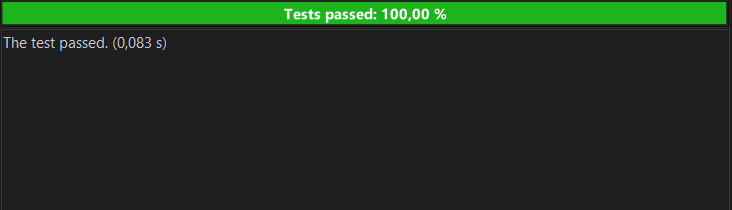 Tests passed: 100,00 %
The test passed. (0,083 s)